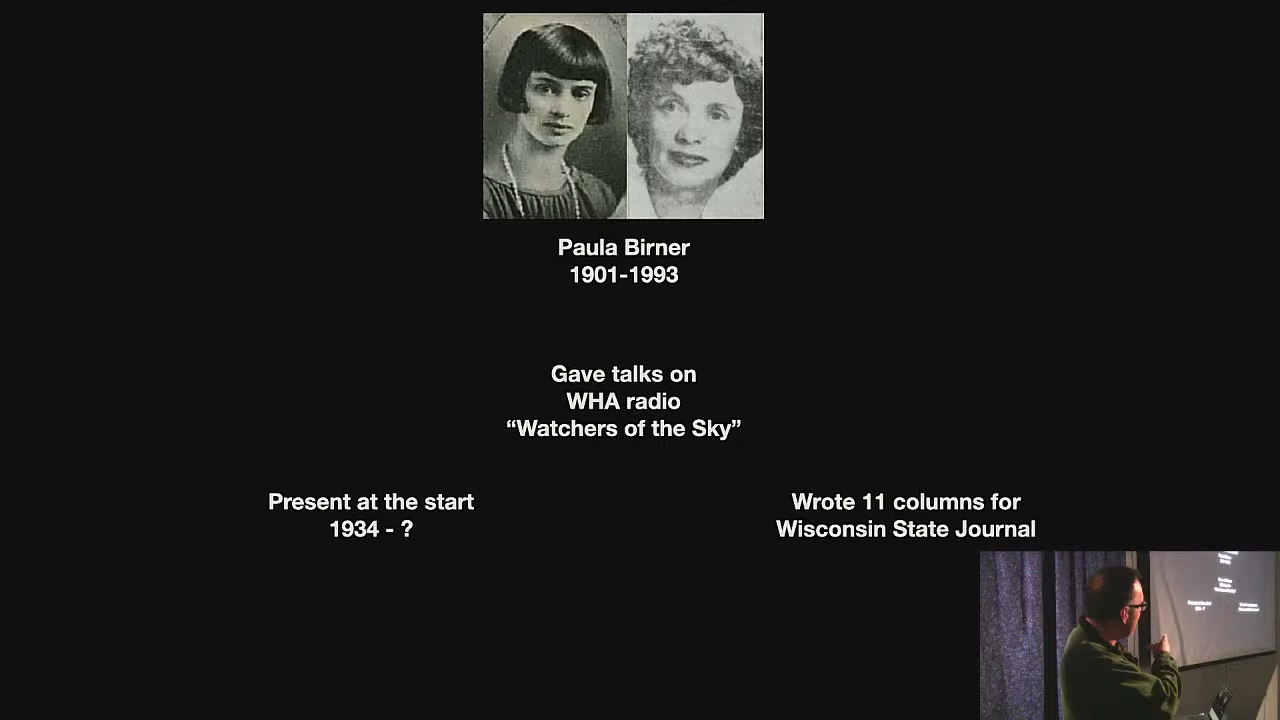 Paula Birner
1901-1993
Gave talks on
WHA radio
“Watchers of the Sky”
Present at the start
1934 - ?
Wrote 11 columns for
Wisconsin State Journal